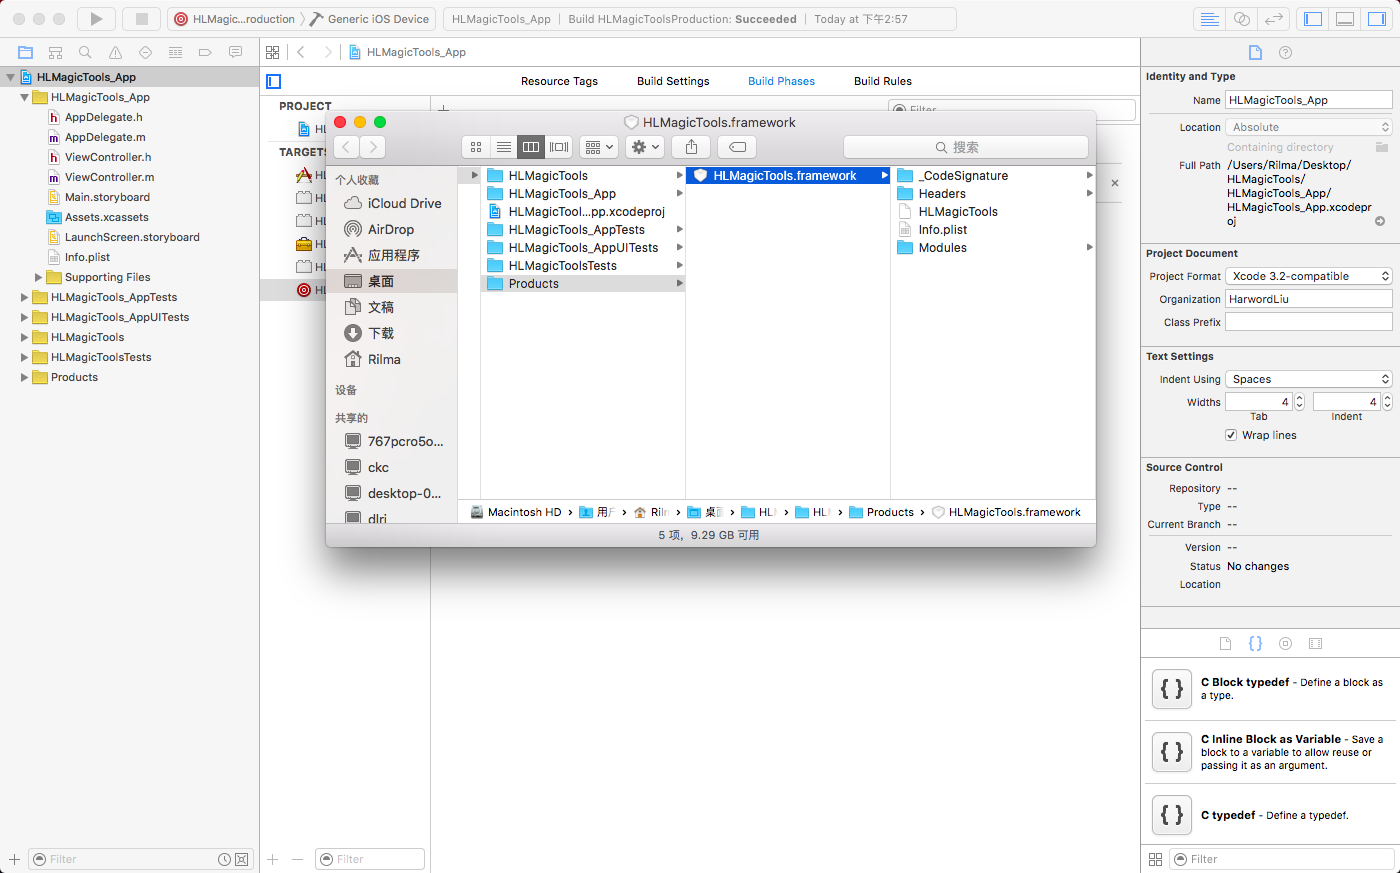 HLMagic...roduction
Generic iOS Device
HLMagicTools_App
Build HLMagicToolsProduction: Succeeded
Today at 下午2:57
HLMagicTools_App
HLMagicTools_App
AppDelegate.h
AppDelegate.m
ViewController.h
ViewController.m
Main.storyboard
Assets.xcassets
LaunchScreen.storyboard
Info.plist
Supporting Files
HLMagicTools_AppTests
HLMagicTools_AppUITests
HLMagicTools
HLMagicToolsTests
Products
Filter
HLMagicTools_App
Resource Tags
Build Settings
Build Phases
Build Rules
PROJECT
Filter
HL
TARGETS
HL
HL
HL
HL
HL
HL
Filter
HLMagicTools.framework
搜索
个人收藏
iCloud Drive
AirDrop
应用程序
桌面
文稿
下载
Rilma
设备
共享的
767pcro5o...
ckc
desktop-0...
dlri
HLMagicTools
HLMagicTools_App
HLMagicTool...pp.xcodeproj
HLMagicTools_AppTests
HLMagicTools_AppUITests
HLMagicToolsTests
Products
HLMagicTools.framework
_CodeSignature
Headers
HLMagicTools
Info.plist
Modules
Macintosh HD
用户
Rilm
桌面
HLM
HLM
Products
HLMagicTools.framework
5 项, 9.29 GB 可用
Identity and Type
Name HLMagicTools_App
Location Absolute
Containing directory
Full Path /Users/Rilma/Desktop/
HLMagicTools/
HLMagicTools_App/
HLMagicTools_App.xcodepr
oj
Project Document
Project Format Xcode 3.2-compatible
Organization HarwordLiu
Class Prefix
Text Settings
Indent Using Spaces
Widths 4 4
Tab Indent
Wrap lines
Source Control
Repository --
Type --
Current Branch --
Version --
Status No changes
Location
C Block typedef - Define a block as
a type.
C Inline Block as Variable - Save a
block to a variable to allow reuse or
passing it as an argument.
C typedef - Define a typedef.
Filter